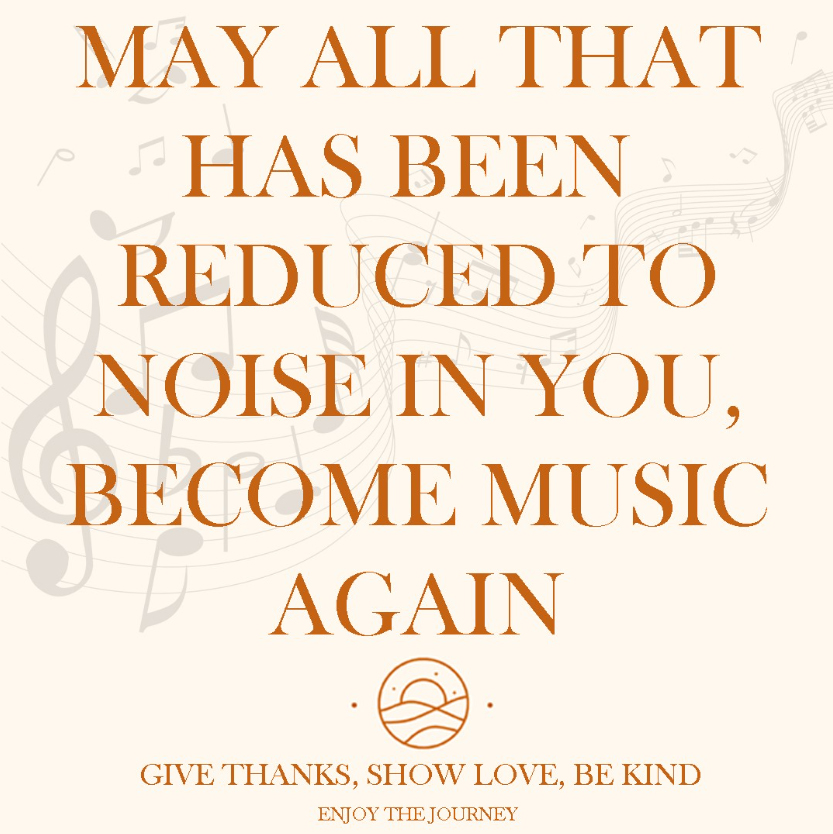 MAY ALL THAT
HAS BEEN
REDUCED TO
NOISE IN YOU,
BECOME MUSIC
AGAIN
GIVE THANKS, SHOW LOVE, BE KIND
ENJOY THE JOURNEY